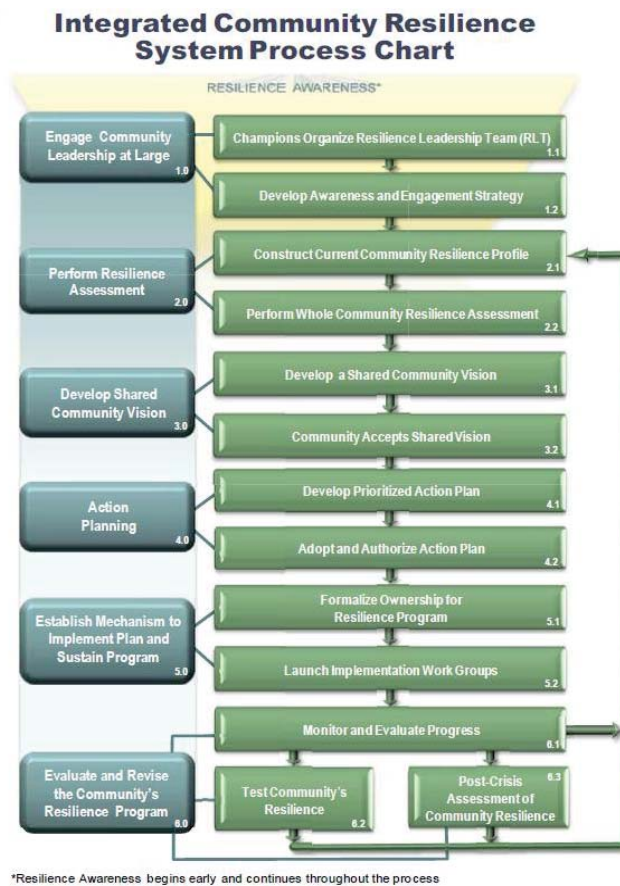 Integrated Community Resilience
System Process Chart
RESILIENCE AWARENESS*
Engage Community
Leadership at Large
1.0
Champions Organize Resilience Leadership Team (RLT)
1.1
Develop Awareness and Engagement Strategy
1.2
Perform Resilience
Assessment
2.0
Construct Current Community Resilience Profile
2.1
Perform Whole Community Resilience Assessment
2.2
Develop Shared
Community Vision
3.0
Develop a Shared Community Vision
3.1
Community Accepts Shared Vision
3.2
Action
Planning
4.0
Develop Prioritized Action Plan
4.1
Adopt and Authorize Action Plan
4.2
Establish Mechanism to
Implement Plan and
Sustain Program
5.0
Formalize Ownership for
Resilience Program
5.1
Launch Implementation Work Groups
5.2
Monitor and Evaluate Progress
6.1
Evaluate and Revise
the Community's
Resilience Program
6.0
Test Community's
Resilience
6.2
6.3
Post-Crisis
Assessment of
Community Resilience
*Resilience Awareness begins early and continues throughout the process